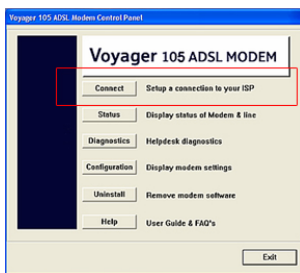 Voyager 105 ADSL Modem Control Panel
Voyager 105 ADSL MODEM
Connect Setup a connection to your ISP
Status Display status of Modem & line
Diagnostics Helpdesk diagnostics
Configuration Display modem settings
Uninstall Remove modem software
Help User Guide & FAQ's
Exit